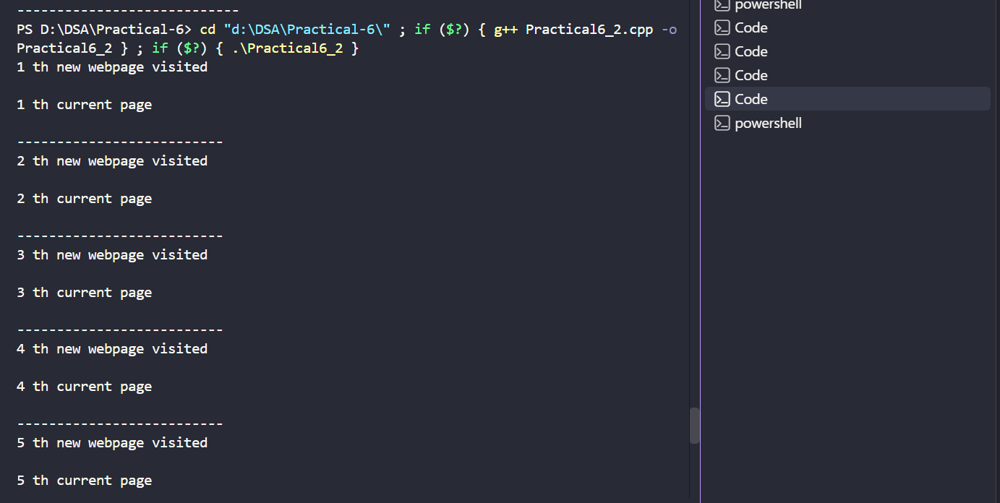 ----------------------------
PS D:\DSA\Practical-6> cd "d:\DSA\Practical-6\" ; if ($?) { g++ Practical6_2.cpp -o
Practical6_2 } ; if ($?) { .\Practical6_2 }
1 th new webpage visited
1 th current page
--------------------------
2 th new webpage visited
2 th current page
--------------------------
3 th new webpage visited
3 th current page
--------------------------
4 th new webpage visited
4 th current page
--------------------------
5 th new webpage visited
5 th current page
powershell
Code
Code
Code
Code
powershell